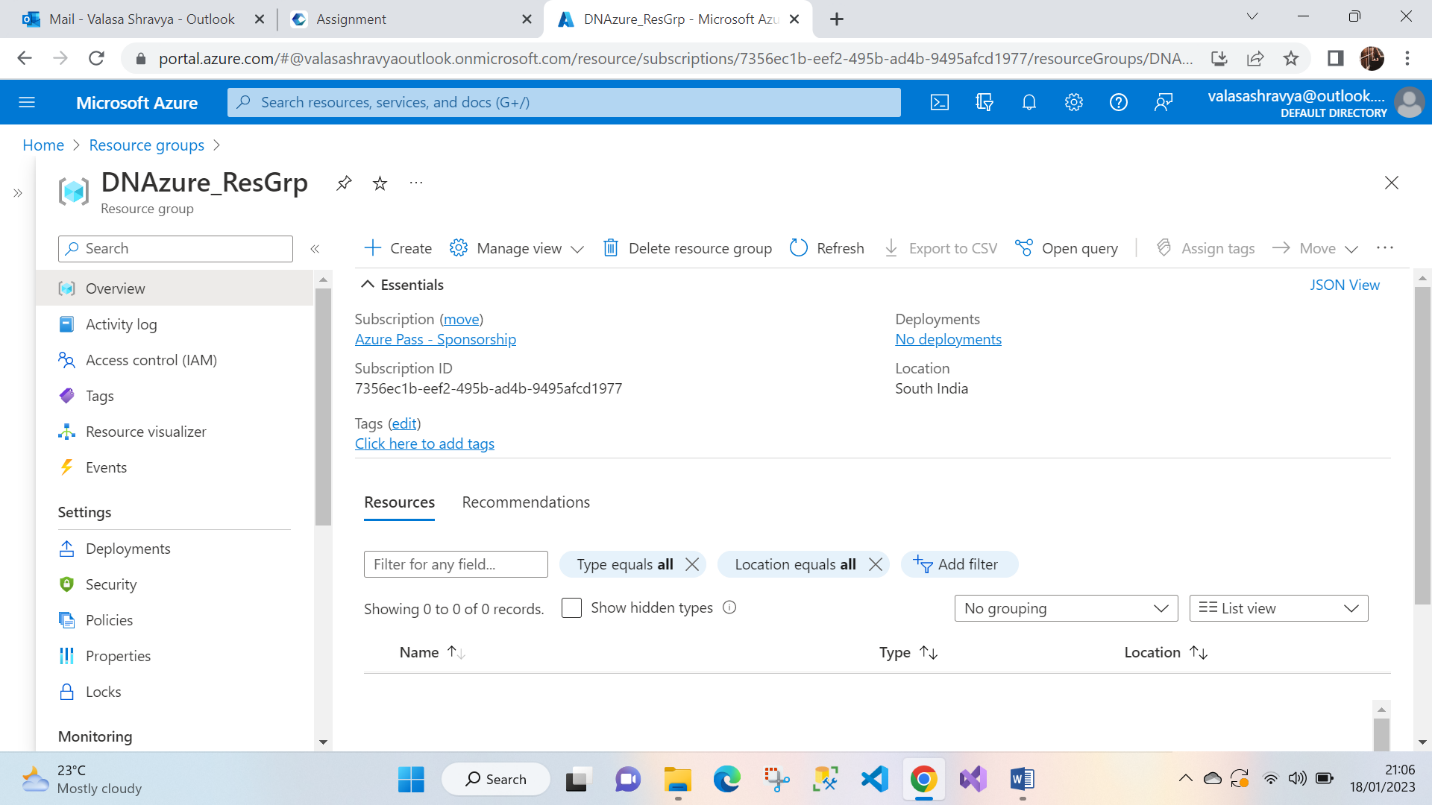 Mail - Valasa Shravya - Outlook
Assignment
DNAzure_ResGrp - Microsoft Azu
portal.azure.com/#@valasashravyaoutlook.onmicrosoft.com/resource/subscriptions/7356ec1b-eef2-495b-ad4b-9495afcd1977/resourceGroups/DNA...
Microsoft Azure
Search resources, services, and docs (G+/)
valasashravya@outlook....
DEFAULT DIRECTORY
Home > Resource groups >
DNAzure_ResGrp
Resource group
Search
Create
Manage view
Delete resource group
Refresh
Export to CSV
Open query
Assign tags
Move
Overview
Activity log
Access control (IAM)
Tags
Resource visualizer
Events
Settings
Deployments
Security
Policies
Properties
Locks
Monitoring
Essentials
JSON View
Subscription (move)
Azure Pass - Sponsorship
Subscription ID
7356ec1b-eef2-495b-ad4b-9495afcd1977
Tags (edit)
Click here to add tags
Deployments
No deployments
Location
South India
Resources
Recommendations
Filter for any field...
Type equals all
Location equals all
Add filter
Showing 0 to 0 of 0 records.
Show hidden types
No grouping
List view
Name
Type
Location
23°C
Mostly cloudy
Search
21:06
18/01/2023